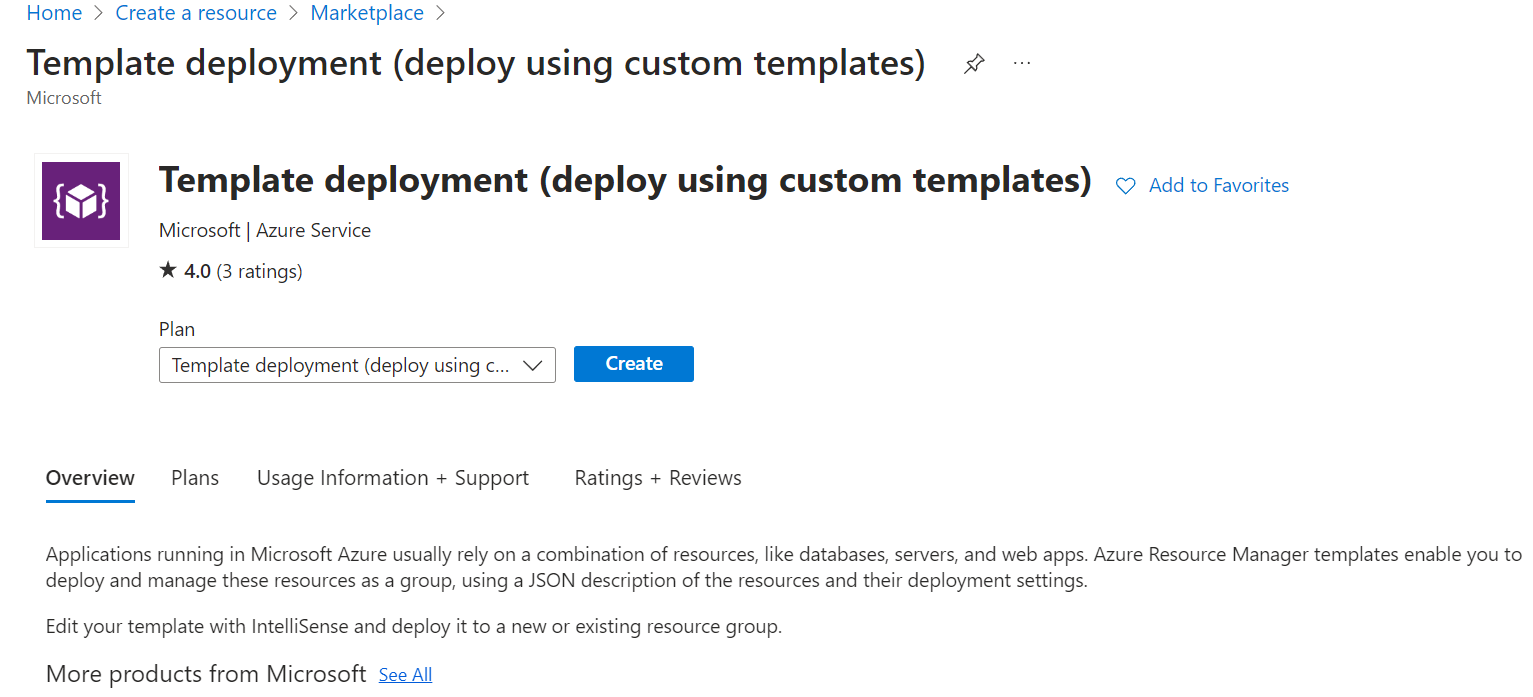 Home > Create a resource > Marketplace >
Template deployment (deploy using custom templates) ...
Microsoft
Template deployment (deploy using custom templates) Add to Favorites
Microsoft | Azure Service
★ 4.0 (3 ratings)
Plan
Template deployment (deploy using c... Create
Overview Plans Usage Information + Support Ratings + Reviews
Applications running in Microsoft Azure usually rely on a combination of resources, like databases, servers, and web apps. Azure Resource Manager templates enable you to
deploy and manage these resources as a group, using a JSON description of the resources and their deployment settings.
Edit your template with IntelliSense and deploy it to a new or existing resource group.
More products from Microsoft See All